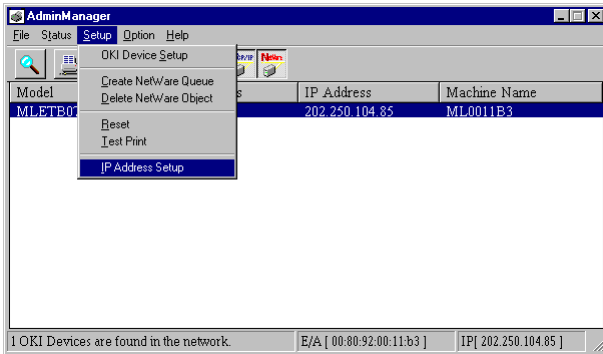 AdminManager
File Status Setup Option Help
OKI Device Setup
Create NetWare Queue
Delete NetWare Object
Reset
Test Print
IP Address Setup
Model IP Address Machine Name
202.250.104.85 ML0011B3
1 OKI Devices are found in the network. E/A [ 00:80:92:00:11:b3 ] IP[ 202.250.104.85 ]